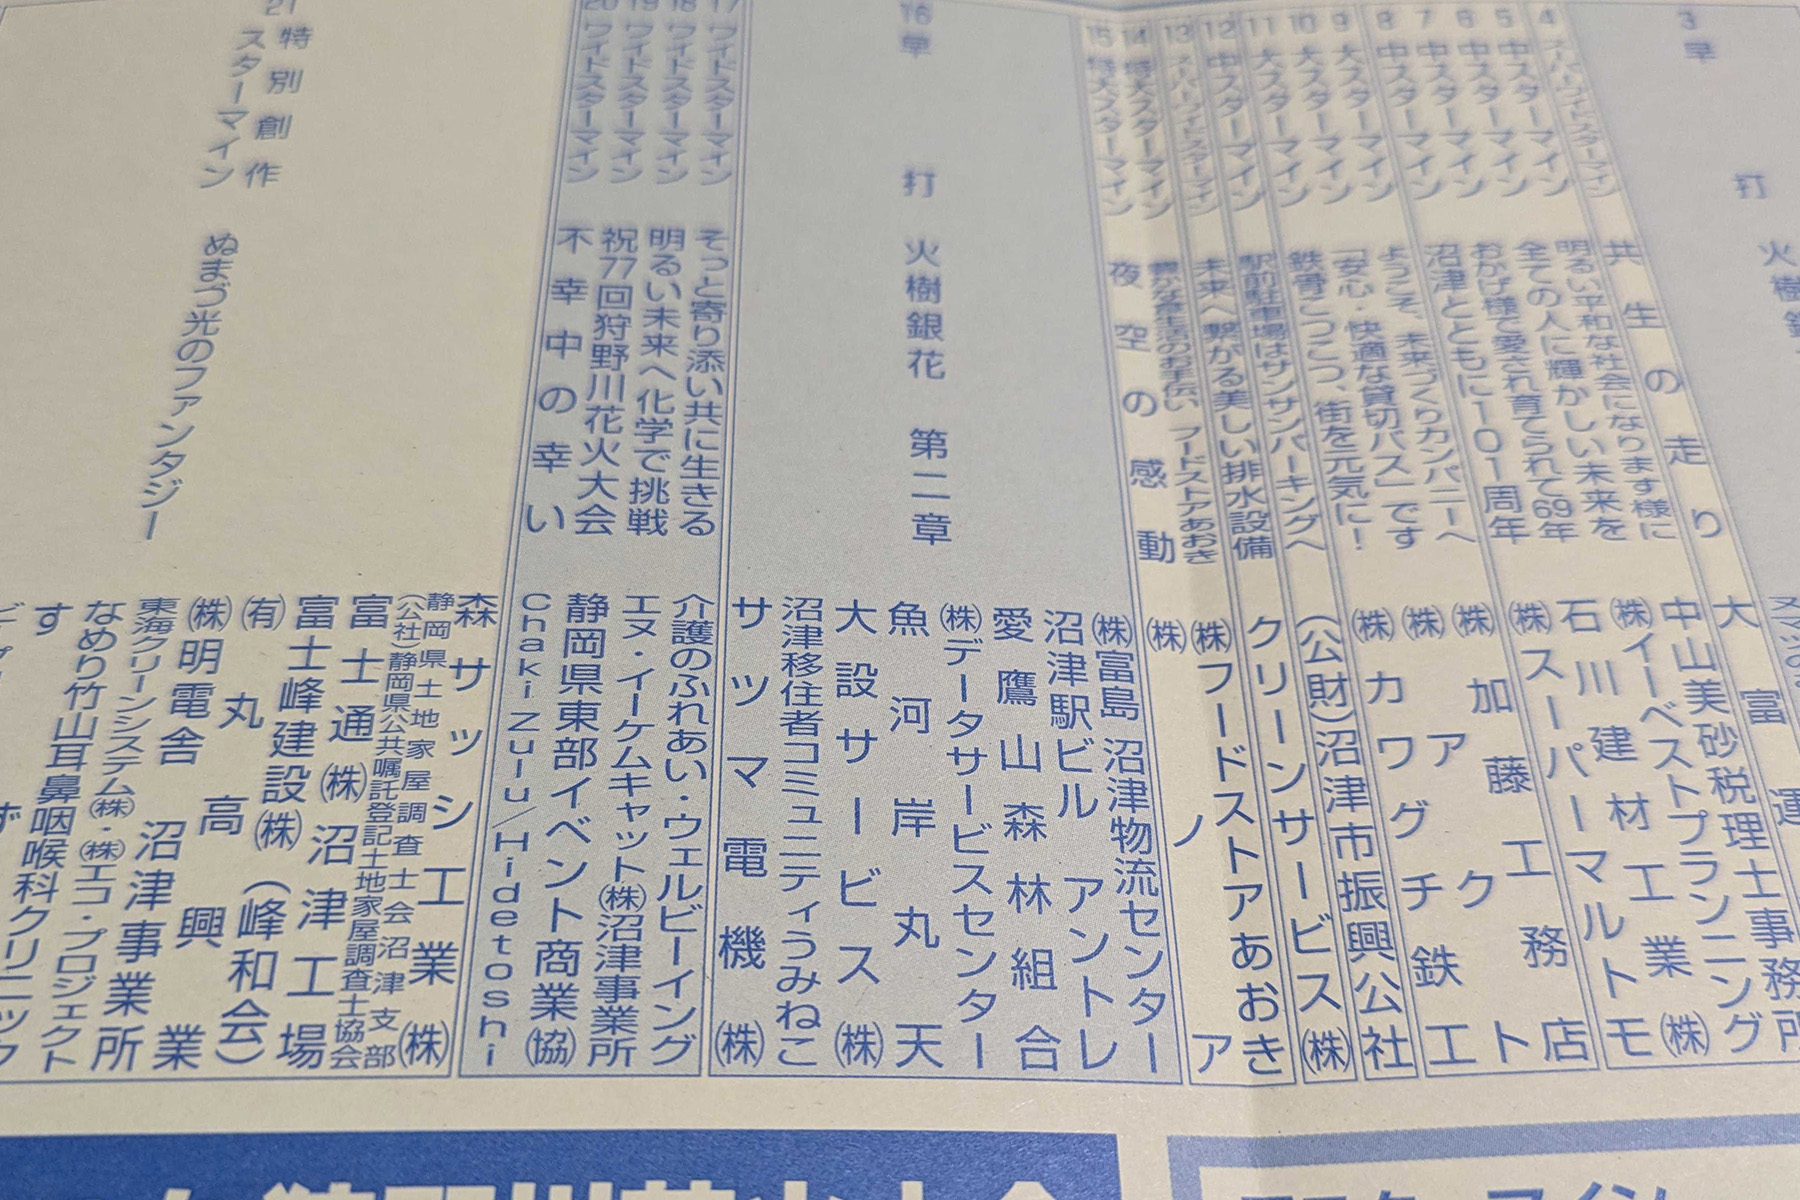 3 早打 火樹銀
4 スーパーワイドスターマイン 共生の走り 大富運
5 中スターマイン 明るい平和な社会になります様に 中山美砂税理士事務所
6 中スターマイン 全ての人に輝かしい未来を ㈱イーベストプランニング
7 中スターマイン おかげ様で愛され育てられて69年 石川建材工業㈱
8 中スターマイン 沼津とともに101周年 ㈱スーパーマルトモ
9 大スターマイン ようこそ、未来づくりカンパニーへ ㈱加藤工務店
10 大スターマイン 「安心・快適な貸切バス」です ㈱アクト
11 大スターマイン 鉄骨こつこつ、街を元気に! ㈱カワグチ鉄工
12 中スターマイン 駅前駐車場はサンサンパーキングへ (公財)沼津市振興公社
13 スーパーワイドスターマイン 未来へ繋がる美しい排水設備 クリーンサービス㈱
14 特大スターマイン 豊かな食生活のお手伝い、フードストアあおき ㈱フードストアあおき
15 特大スターマイン 夜空の感動 ㈱ノア
16 早打 火樹銀花 第二章
㈱富島 沼津物流センター
沼津駅ビル アントレ
㈱データサービスセンター
愛鷹山森林組合
魚河岸丸天
大設サービス㈱
沼津移住者コミュニティうみねこ
サツマ電機㈱
17 ワイドスターマイン そっと寄り添い共に生きる 介護のふれあい・ウェルビーイング
18 ワイドスターマイン 明るい未来へ化学で挑戦 エヌ・イーケムキャット㈱沼津事業所
19 ワイドスターマイン 祝77回狩野川花火大会 静岡県東部イベント商業㈿
20 ワイドスターマイン 不幸中の幸い Chaki Zulu/Hidetoshi
21 特別創作
スターマイン ぬまづ光のファンタジー
森サッシ工業㈱
静岡県土地家屋調査士会沼津支部
(公社)静岡県公共嘱託登記土地家屋調査士協会
富士通㈱沼津工場
富士峰建設㈱(峰和会)
㈲丸高興業
㈱明電舎 沼津事業所
東海クリーンシステム㈱・㈱エコ・プロジェクト
なめり竹山耳鼻咽喉科クリニック